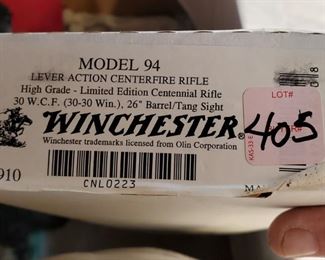 MODEL 94
LEVER ACTION CENTERFIRE RIFLE
High Grade - Limited Edition Centennial Rifle
30 W.C.F. (30-30 Win.), 26" Barrel/Tang Sight
WINCHESTER®
Winchester trademarks licensed from Olin Corporation
910
CNL0223
LOT#
405